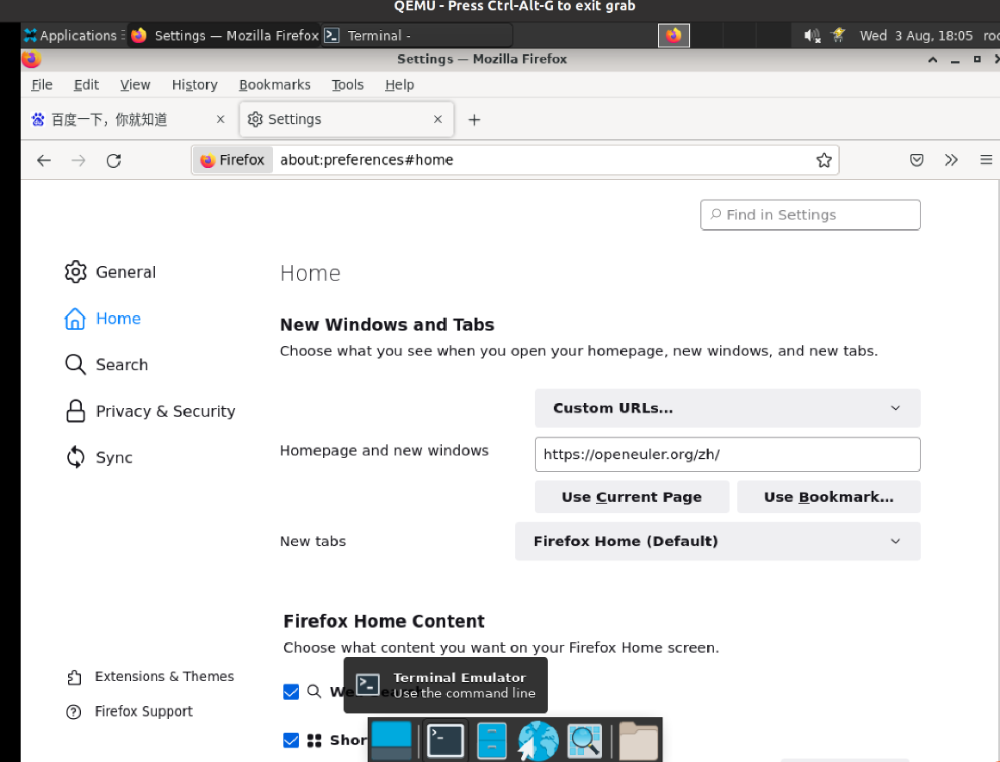 QEMU - Press Ctrl-Alt-G to exit grab
Applications Settings — Mozilla Firefox Terminal - Wed 3 Aug, 18:05
Settings — Mozilla Firefox
File Edit View History Bookmarks Tools Help
百度一下，你就知道 Settings
Firefox about:preferences#home
Find in Settings
General
Home
Home
New Windows and Tabs
Choose what you see when you open your homepage, new windows, and new tabs.
Search
Privacy & Security
Sync
Custom URLs...
Homepage and new windows
https://openeuler.org/zh/
Use Current Page Use Bookmark...
New tabs Firefox Home (Default)
Firefox Home Content
Choose what content you want on your Firefox Home screen.
Extensions & Themes
Firefox Support
Terminal Emulator
Use the command line